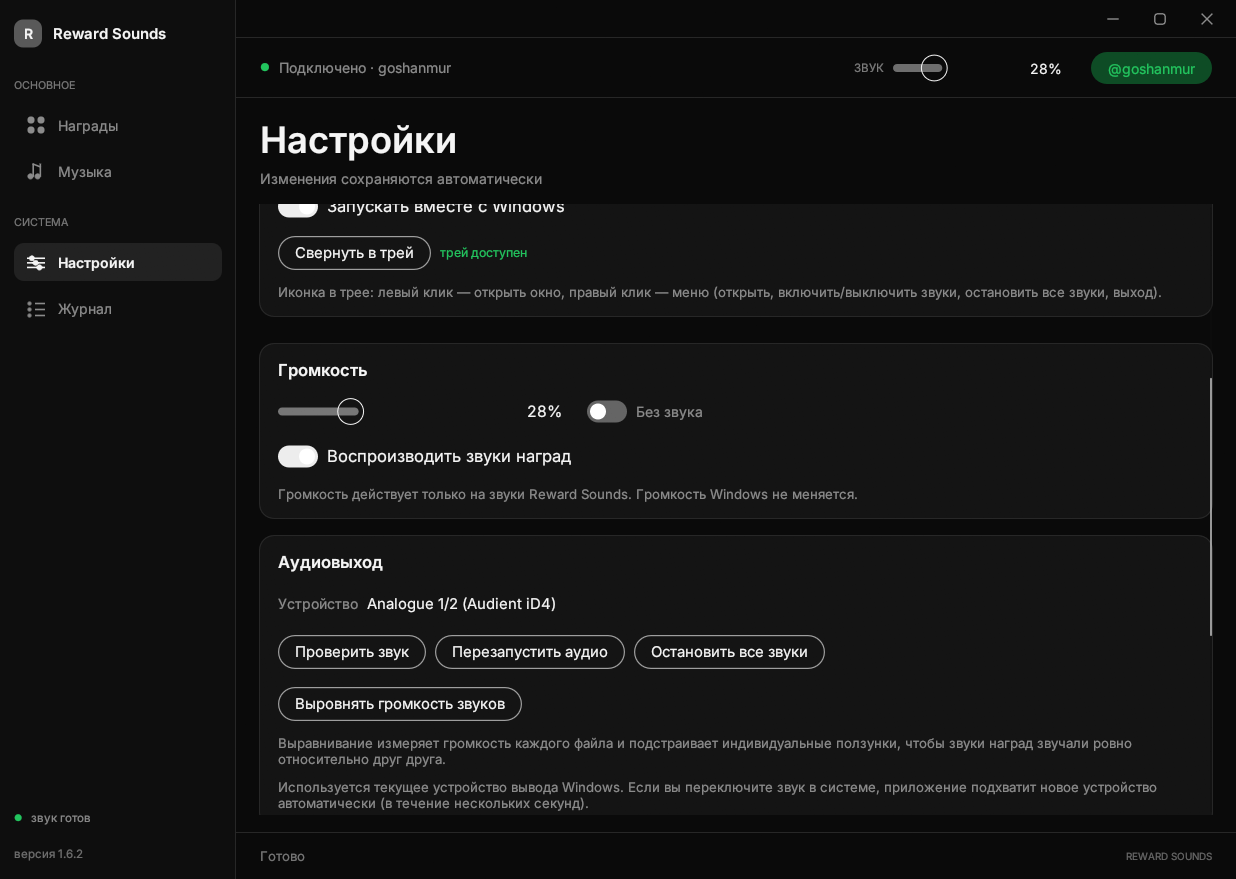 R
Reward Sounds
ОСНОВНОЕ
Награды
Музыка
СИСТЕМА
Настройки
Журнал
звук готов
версия 1.6.2
Подключено · goshanmur
ЗВУК
28%
@goshanmur
Настройки
Изменения сохраняются автоматически
Запускать вместе с Windows
Свернуть в трей
трей доступен
Иконка в трее: левый клик — открыть окно, правый клик — меню (открыть, включить/выключить звуки, остановить все звуки, выход).
Громкость
28%
Без звука
Воспроизводить звуки наград
Громкость действует только на звуки Reward Sounds. Громкость Windows не меняется.
Аудиовыход
Устройство Analogue 1/2 (Audient iD4)
Проверить звук
Перезапустить аудио
Остановить все звуки
Выровнять громкость звуков
Выравнивание измеряет громкость каждого файла и подстраивает индивидуальные ползунки, чтобы звуки наград звучали ровно
относительно друг друга.
Используется текущее устройство вывода Windows. Если вы переключите звук в системе, приложение подхватит новое устройство
автоматически (в течение нескольких секунд).
Готово
REWARD SOUNDS